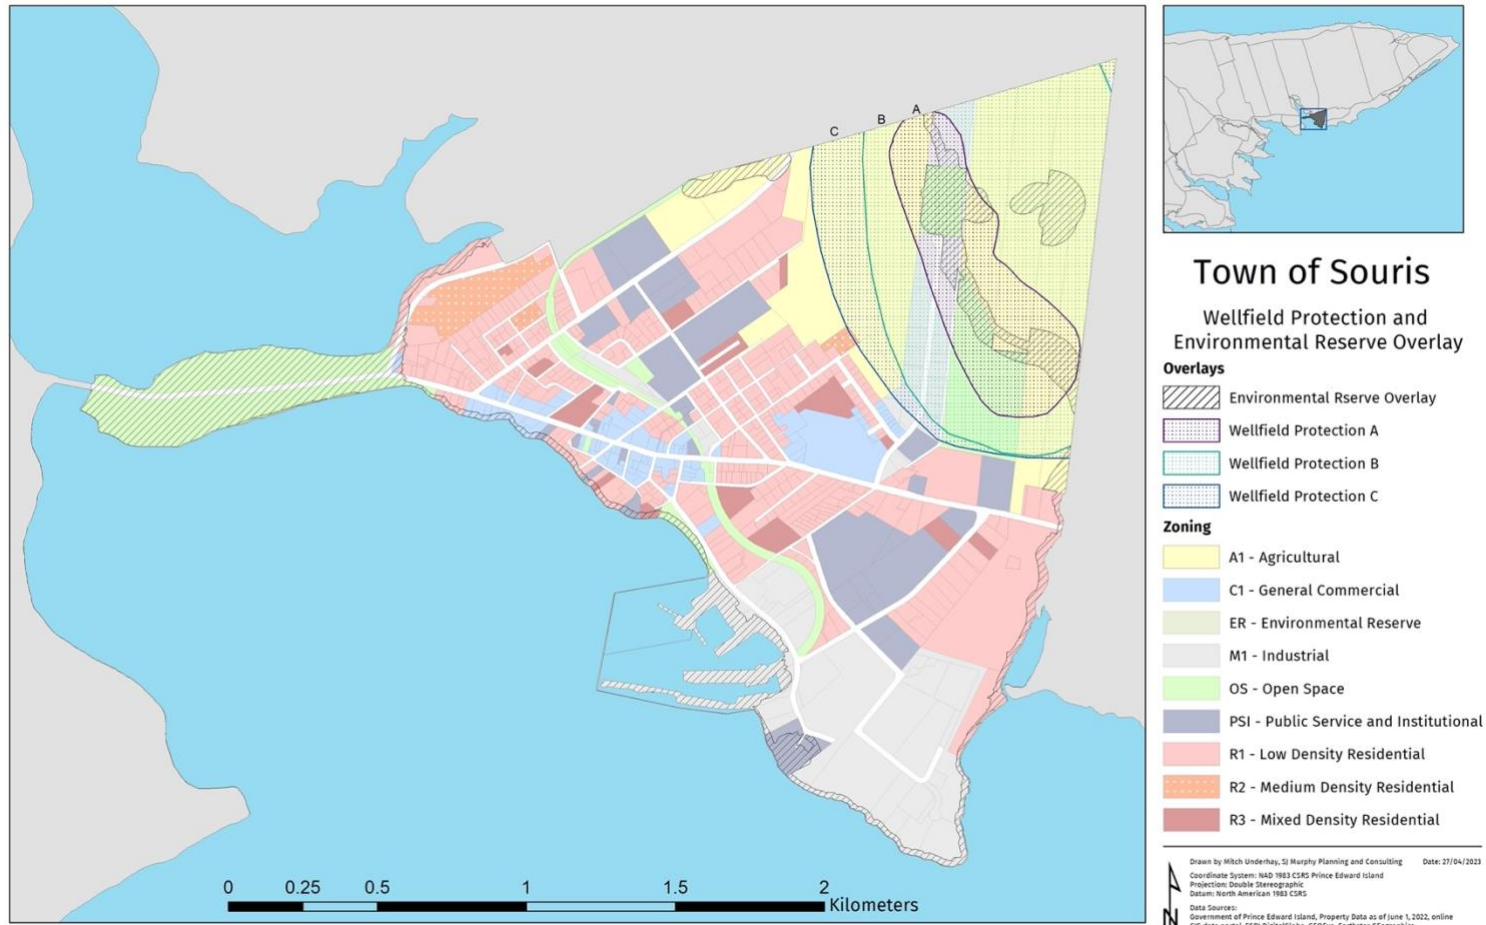 C
B
A
0
0.25
0.5
1
1.5
2
Kilometers
Town of Souris
Wellfield Protection and
Environmental Reserve Overlay
Overlays
Environmental Rserve Overlay
Wellfield Protection A
Wellfield Protection B
Wellfield Protection C
Zoning
A1 - Agricultural
C1 - General Commercial
ER - Environmental Reserve
M1 - Industrial
OS - Open Space
PSI - Public Service and Institutional
R1 - Low Density Residential
R2 - Medium Density Residential
R3 - Mixed Density Residential
Drawn by Mitch Underhay, SJ Murphy Planning and Consulting Date: 27/04/2023
Coordinate System: NAD 1983 CSRS Prince Edward Island
Projection: Double Stereographic
Datum: North American 1983 CSRS
N
Data Sources:
Government of Prince Edward Island, Property Data as of June 1, 2022, online